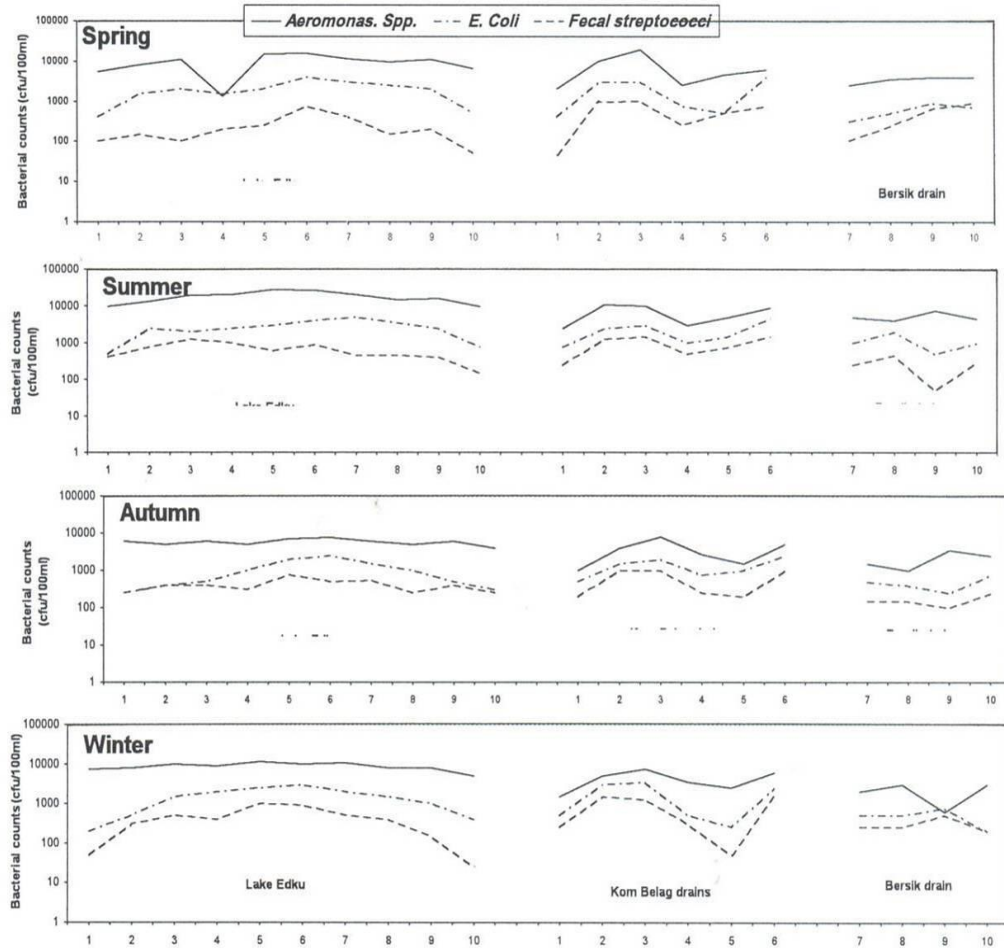 Aeromonas. Spp. E. Coli Fecal streptococci
Spring
Bacterial counts (cfu/100ml)
100000
10000
1000
100
10
1
Bersik drain
1 2 3 4 5 6 7 8 9 10 1 2 3 4 5 6 7 8 9 10
Summer
Bacterial counts
(cfu/100ml)
100000
10000
1000
100
10
1
1 2 3 4 5 6 7 8 9 10 1 2 3 4 5 6 7 8 9 10
Autumn
Bacterial counts
(cfu/100ml)
100000
10000
1000
100
10
1
1 2 3 4 5 6 7 8 9 10 1 2 3 4 5 6 7 8 9 10
Winter
Bacterial counts (cfu/100ml)
100000
10000
1000
100
10
1
Lake Edku Kom Belag drains Bersik drain
1 2 3 4 5 6 7 8 9 10 1 2 3 4 5 6 7 8 9 10